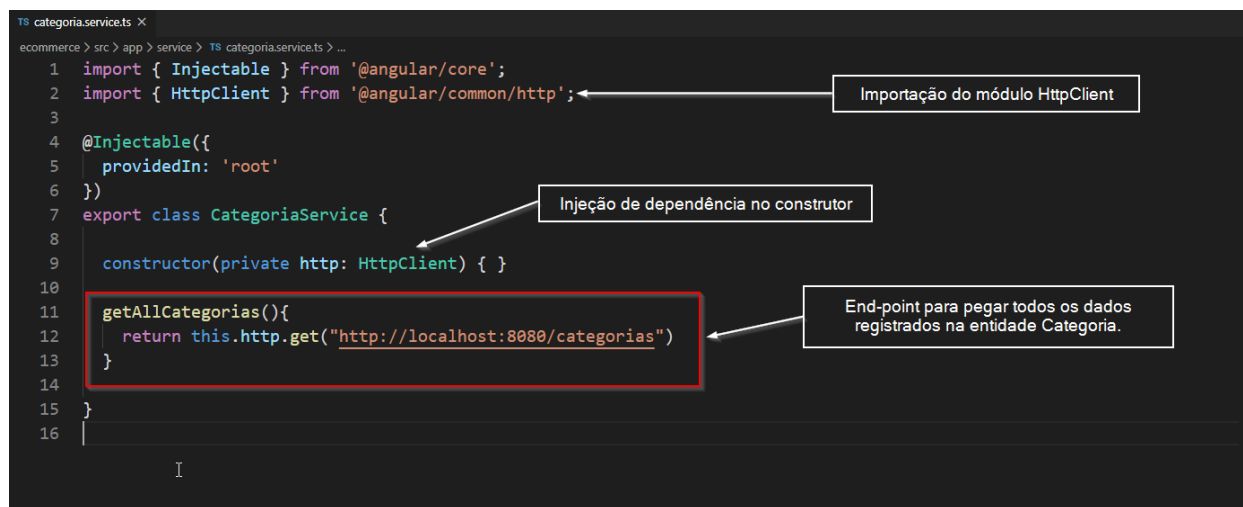 TS categoria.service.ts ×
ecommerce > src > app > service > TS categoria.service.ts > ...
1 import { Injectable } from '@angular/core';
2 import { HttpClient } from '@angular/common/http';
Importação do módulo HttpClient
3
4 @Injectable({
5 providedIn: 'root'
6 })
Injeção de dependência no construtor
7 export class CategoriaService {
8
9 constructor(private http: HttpClient) { }
10
11 getAllCategorias(){
End-point para pegar todos os dados
registrados na entidade Categoria.
12 return this.http.get("http://localhost:8080/categorias")
13 }
14
15 }
16